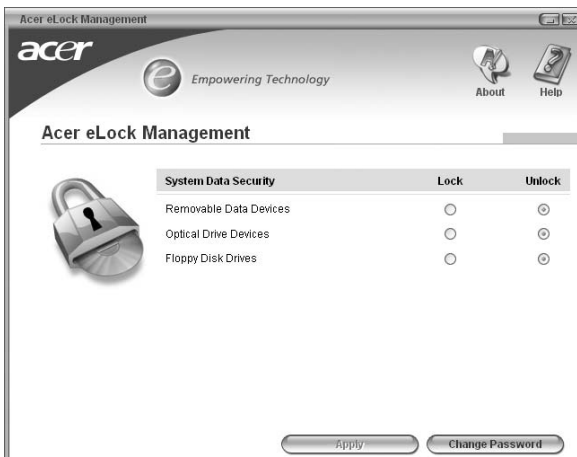 Acer eLock Management
acer
e Empowering Technology
About Help
Acer eLock Management
System Data Security Lock Unlock
Removable Data Devices
Optical Drive Devices
Floppy Disk Drives
Apply Change Password